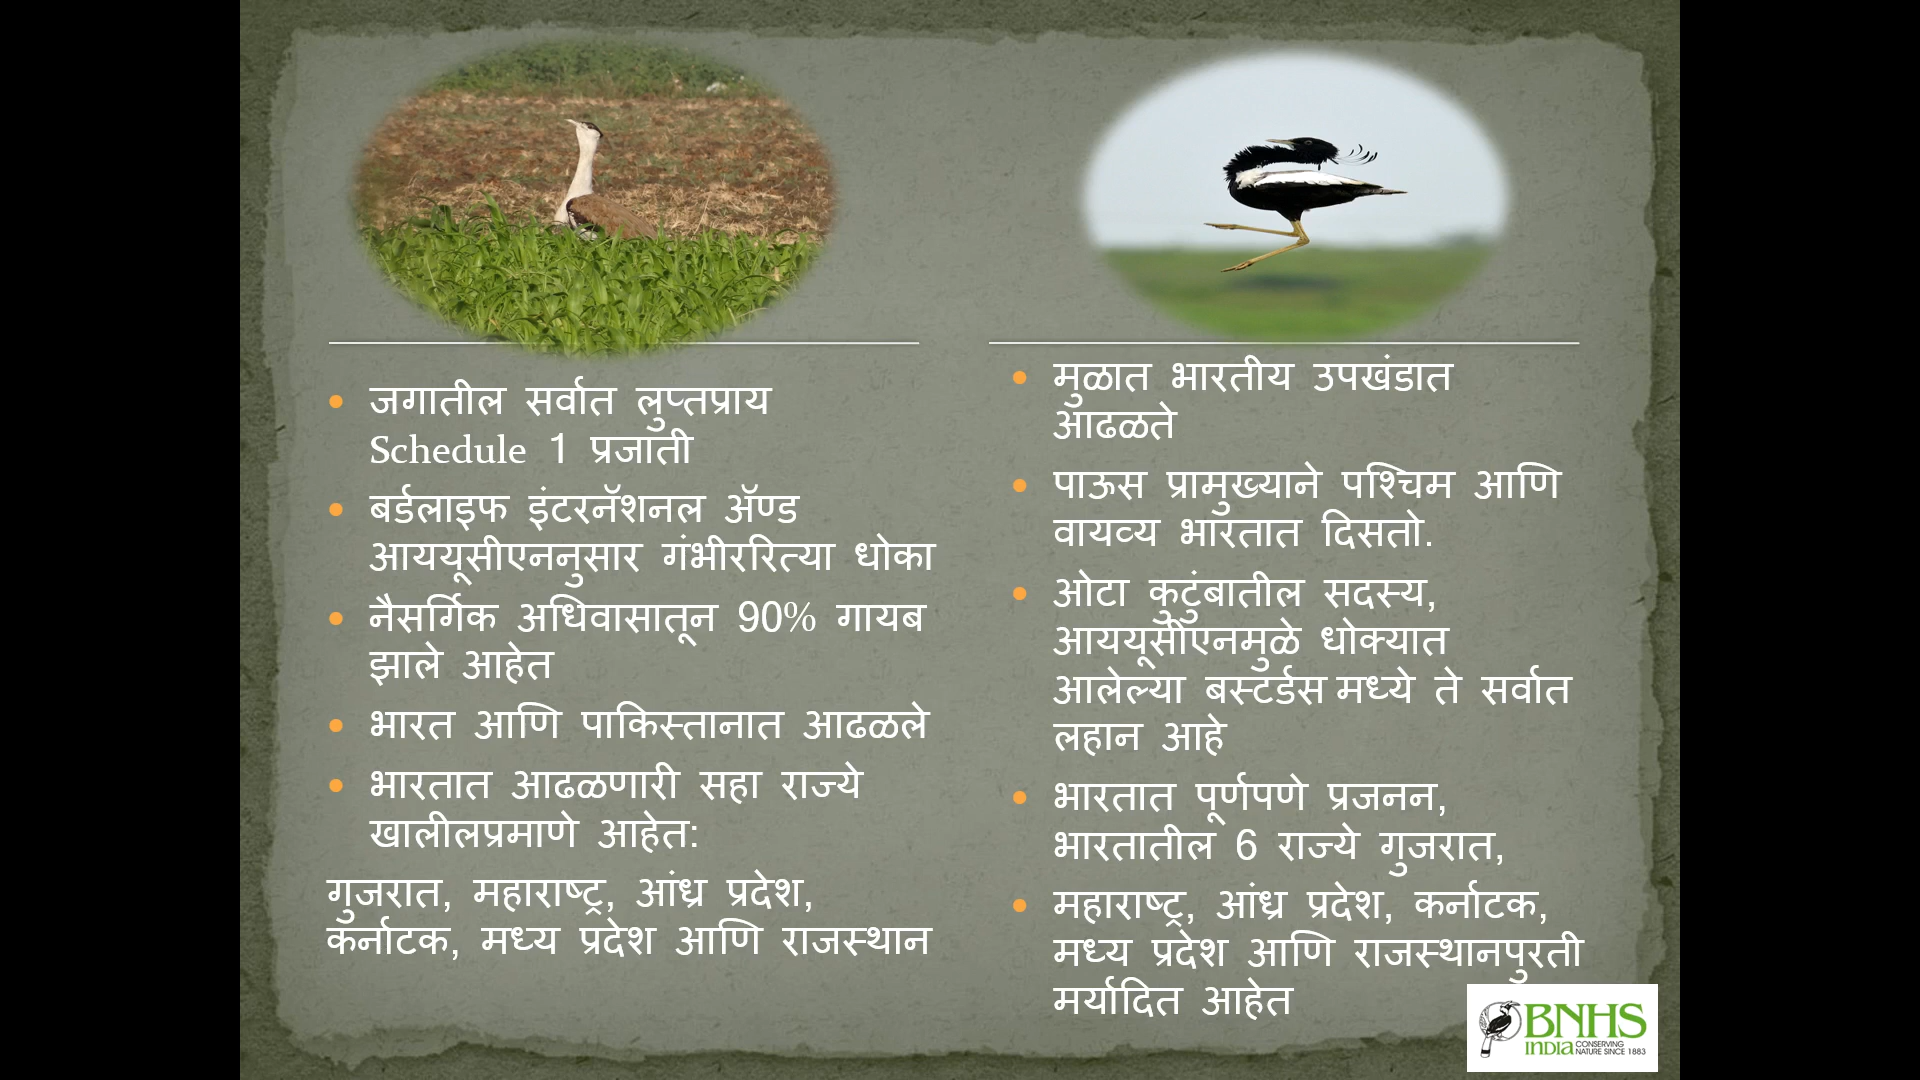 जगातील सर्वात लुप्तप्राय
Schedule 1 प्रजाती
बर्डलाइफ इंटरनॅशनल ॲण्ड
आययूसीएननुसार गंभीररित्या धोका
नैसर्गिक अधिवासातून 90% गायब
झाले आहेत
भारत आणि पाकिस्तानात आढळले
भारतात आढळणारी सहा राज्ये
खालीलप्रमाणे आहेत:
गुजरात, महाराष्ट्र, आंध्र प्रदेश,
कर्नाटक, मध्य प्रदेश आणि राजस्थान
मुळात भारतीय उपखंडात
आढळते
पाऊस प्रामुख्याने पश्चिम आणि
वायव्य भारतात दिसतो.
ओटा कुटुंबातील सदस्य,
आययूसीएनमुळे धोक्यात
आलेल्या बस्टर्डस मध्ये ते सर्वात
लहान आहे
भारतात पूर्णपणे प्रजनन,
भारतातील 6 राज्ये गुजरात,
महाराष्ट्र, आंध्र प्रदेश, कर्नाटक,
मध्य प्रदेश आणि राजस्थानपुरती
मर्यादित आहेत
BNHS
INDIA CONSERVING
NATURE SINCE 1883